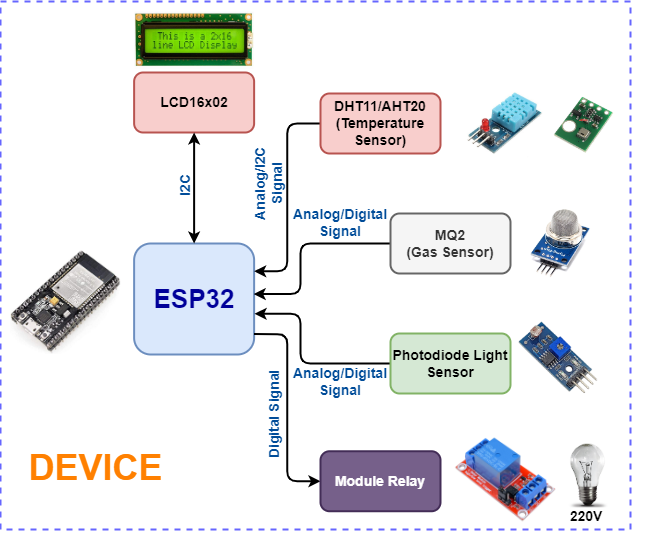 This is a 2x16
line LCD Display
LCD16x02
DHT11/AHT20
(Temperature
Sensor)
I2C
Analog/I2C
Signal
Analog/Digital
Signal
MQ2
(Gas Sensor)
ESP32
Photodiode Light
Sensor
Analog/Digital
Signal
Digital Signal
DEVICE
Module Relay
220V